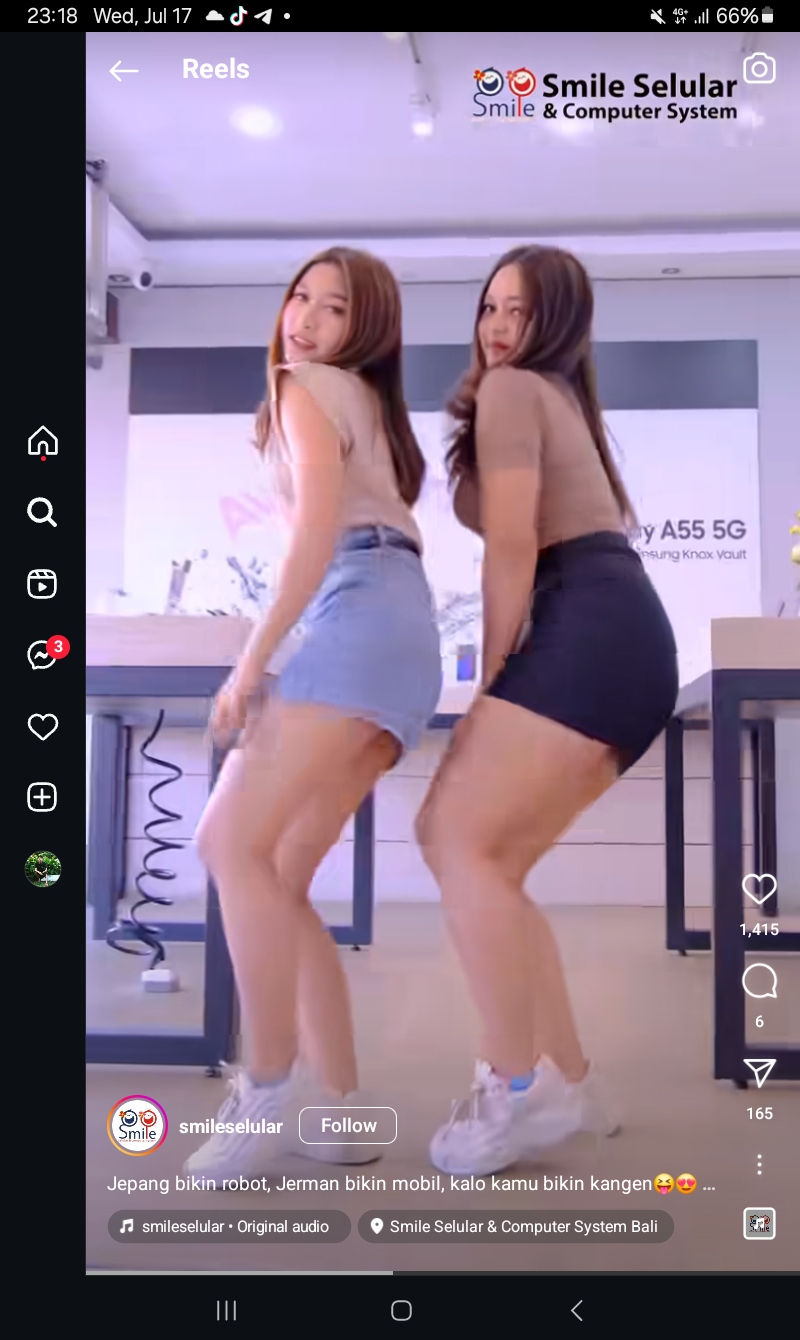 23:18 Wed, Jul 17
4G+
66%
Reels
Smile
Smile Selular
& Computer System
A55 5G
Knox Vault
3
1,415
6
165
Smile
smileselular
Follow
Jepang bikin robot, Jerman bikin mobil, kalo kamu bikin kangen😝😍 ...
smileselular • Original audio
Smile Selular & Computer System Bali